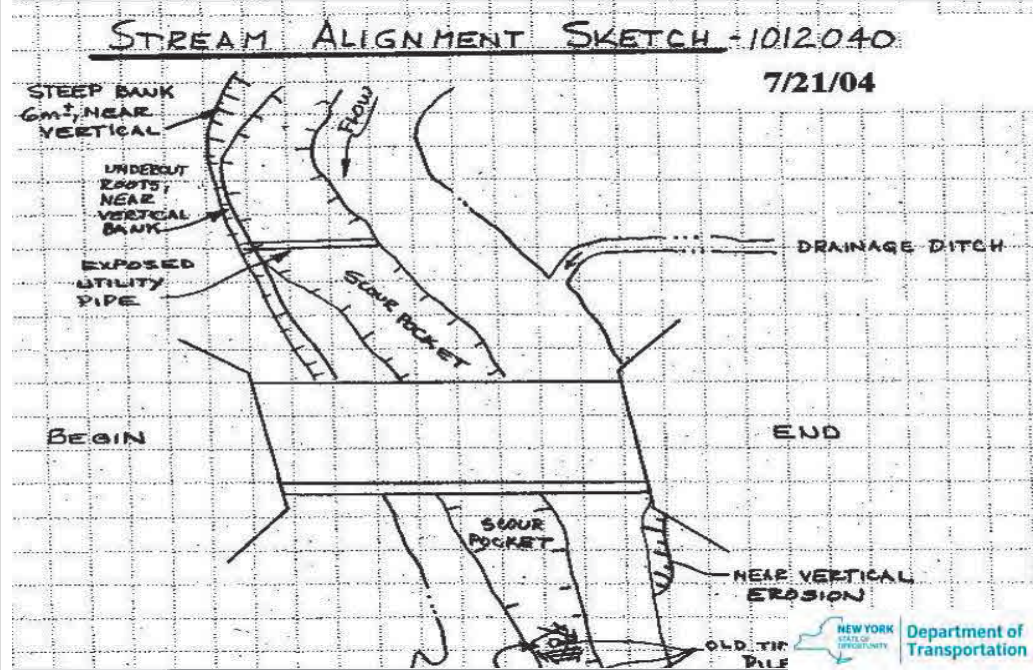 STREAM ALIGNMENT SKETCH - 1012040
7/21/04
STEEP BANK
6m±, NEAR
VERTICAL
FLOW
UNDERCUT
ROOTS,
NEAR
VERTICAL
BANK
EXPOSED
UTILITY
PIPE
SCOUR POCKET
DRAINAGE DITCH
BEGIN
END
SCOUR
POCKET
NEAR VERTICAL
EROSION
OLD
NEW YORK
STATE OF
OPPORTUNITY
Department of
Transportation